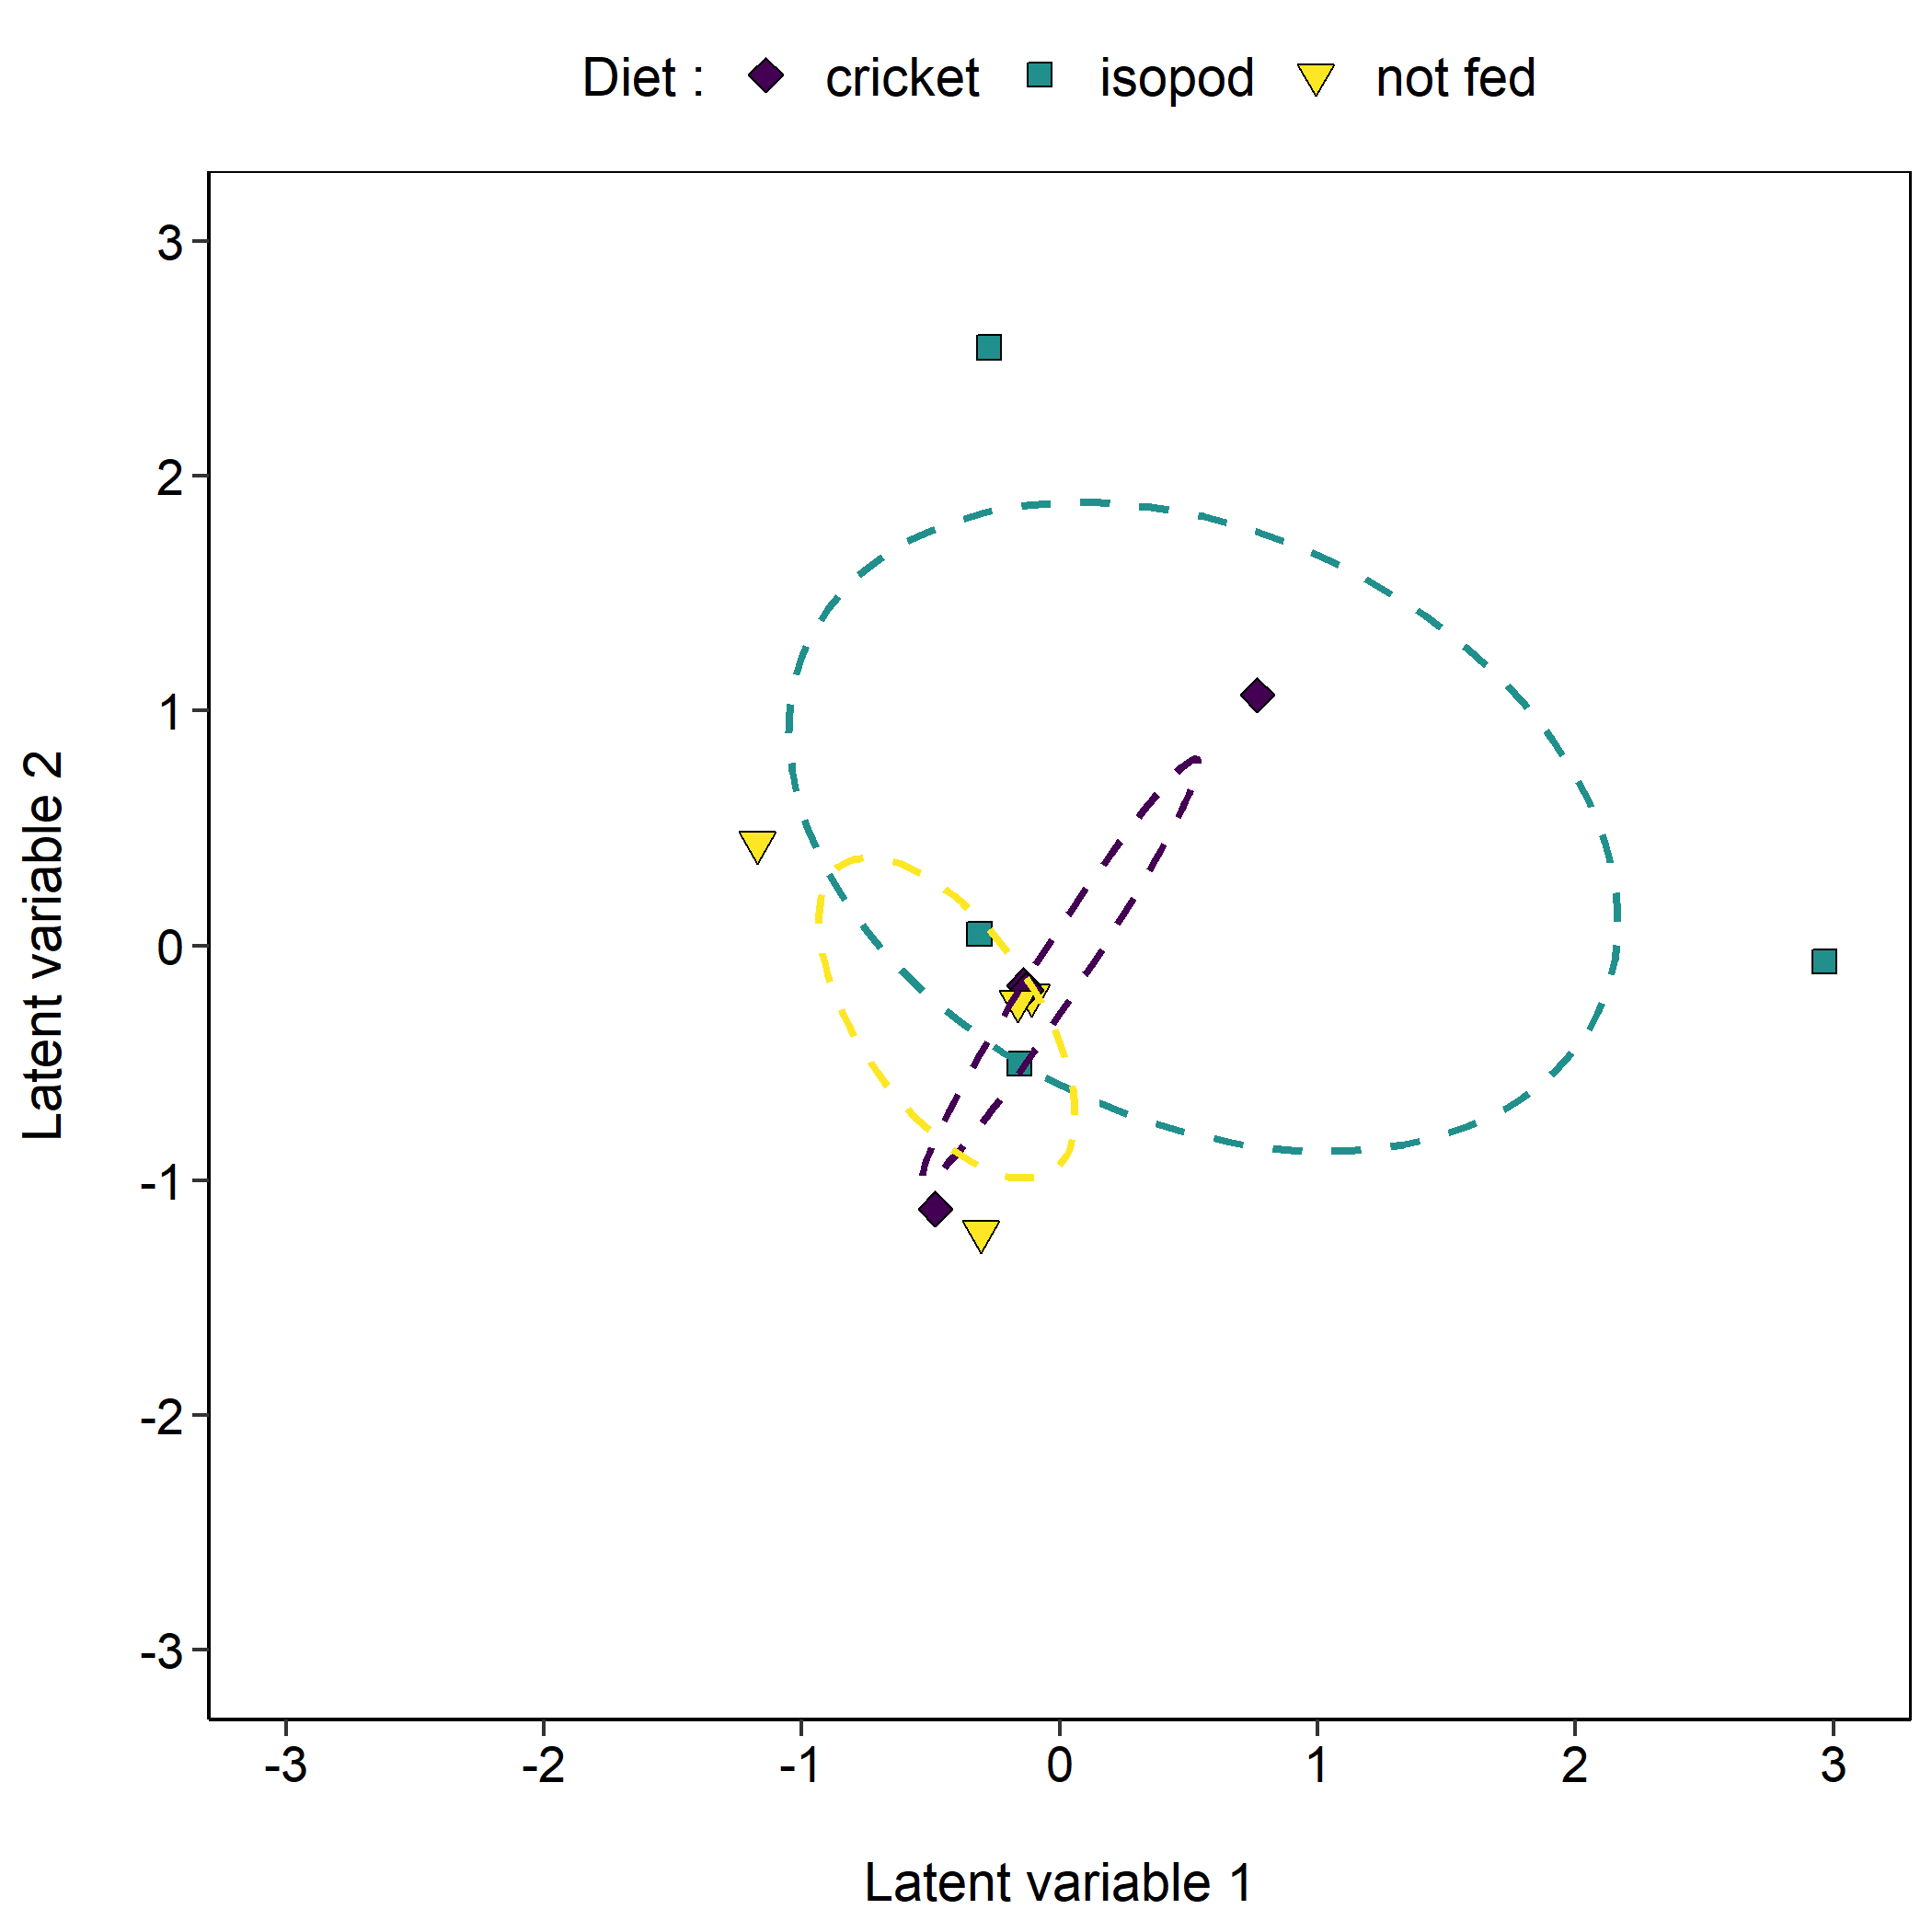 Diet : cricket isopod not fed
3
2
1
0
-1
-2
-3
Latent variable 2
-3 -2 -1 0 1 2 3
Latent variable 1